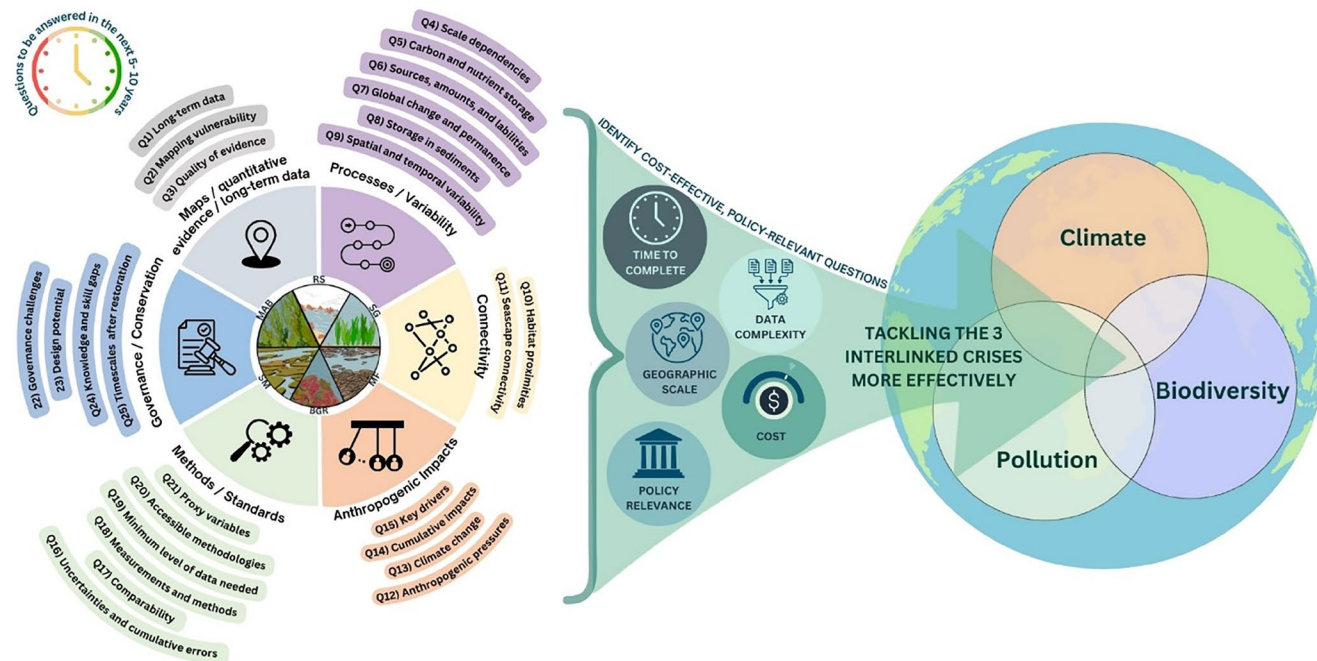 Questions to be answered in the next 5- 10 years
Q1) Long-term data
Q2) Mapping vulnerability
Q3) Quality of evidence
Maps / quantitative
evidence / long-term data
Q4) Scale dependencies
Q5) Carbon and nutrient storage
Q6) Sources, amounts, and labilities
Q7) Global change and permanence
Q8) Storage in sediments
Q9) Spatial and temporal variability
Processes / Variability
Q10) Habitat proximities
Q11) Seascape connectivity
Connectivity
Anthropogenic Impacts
Q15) Key drivers
Q14) Cumulative impacts
Q13) Climate change
Q12) Anthropogenic pressures
Methods / Standards
Q21) Proxy variables
Q20) Accessible methodologies
Q19) Minimum level of data needed
Q18) Measurements and methods
Q17) Comparability
Q16) Uncertainties and cumulative errors
22) Governance challenges
23) Design potential
Q24) Knowledge and skill gaps
Q25) Timescales after restoration
Governance / Conservation
RS
SG
MF
BGR
SM
MAB
IDENTIFY COST-EFFECTIVE, POLICY-RELEVANT QUESTIONS
TIME TO
COMPLETE
DATA
COMPLEXITY
GEOGRAPHIC
SCALE
$
COST
POLICY
RELEVANCE
TACKLING THE 3
INTERLINKED CRISES
MORE EFFECTIVELY
Climate
Biodiversity
Pollution